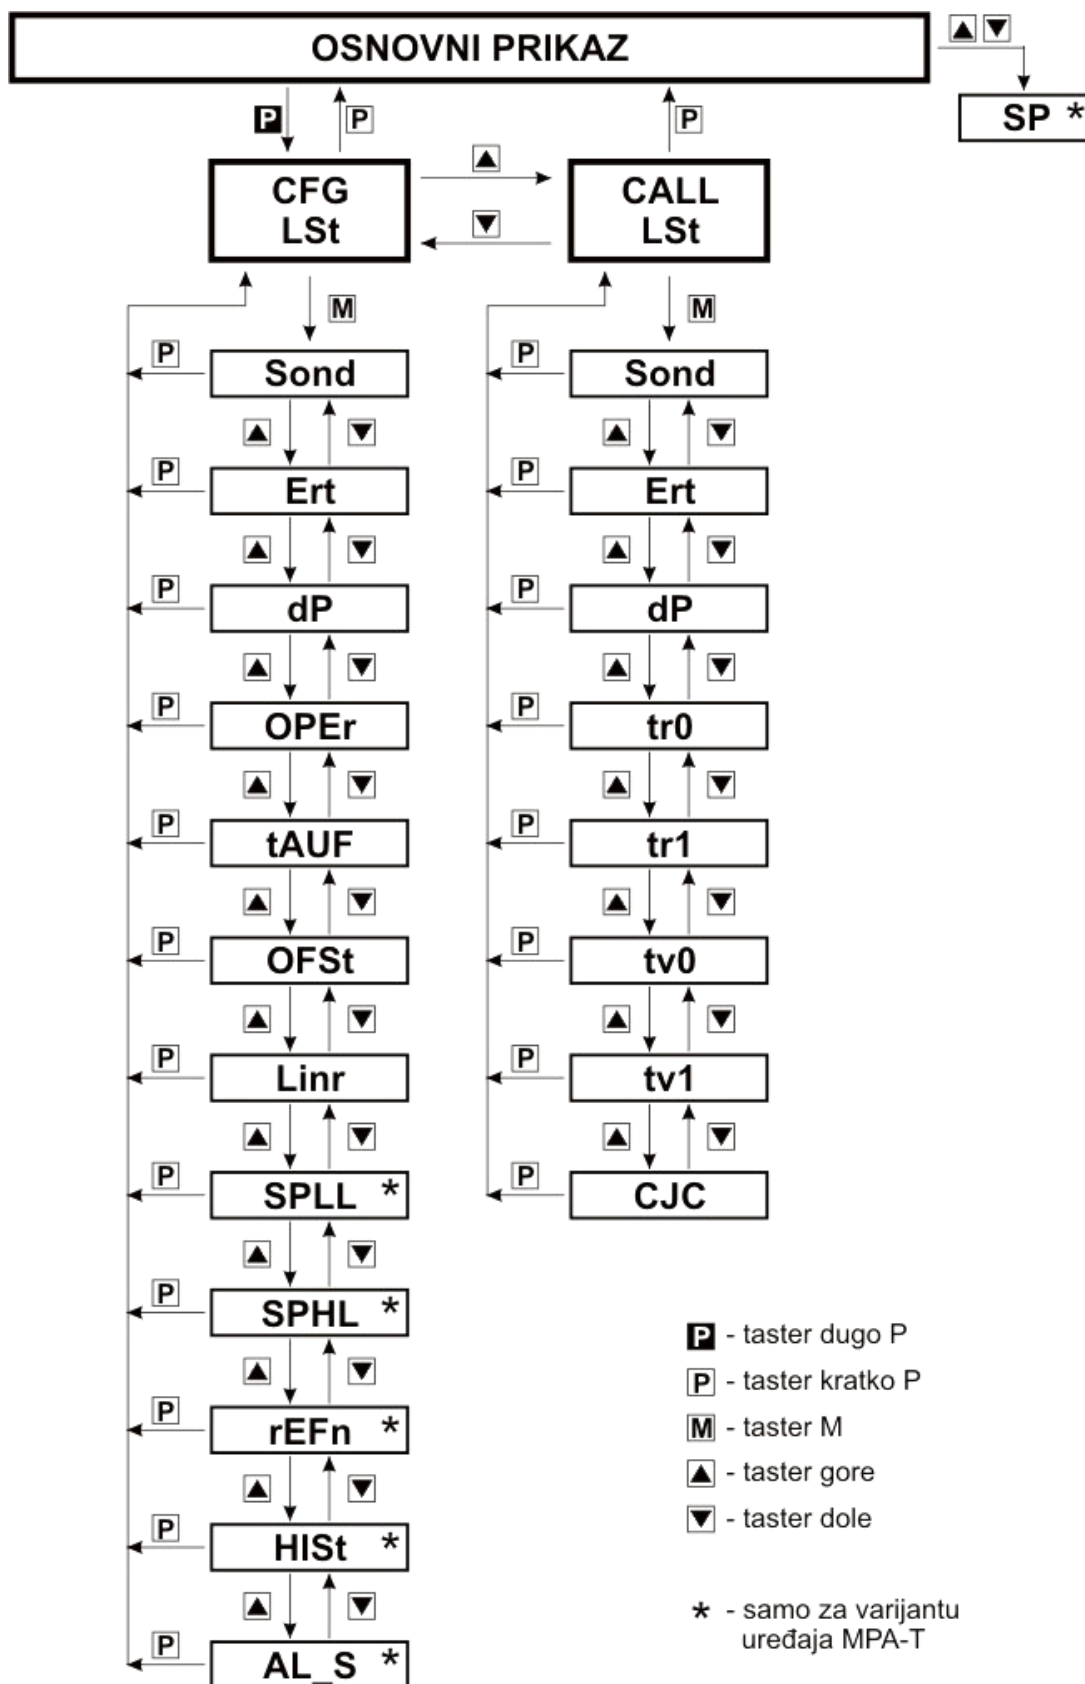 OSNOVNI PRIKAZ
SP *
P
P
P
CFG
LSt
CALL
LSt
M
M
P
Sond
P
Sond
P
Ert
P
Ert
P
dP
P
dP
P
OPEr
P
tr0
P
tAUF
P
tr1
P
OFSt
P
tv0
P
Linr
P
tv1
P
SPLL *
P
CJC
P
SPHL *
P
rEFn *
P
HISt *
P
AL_S *
P - taster dugo P
P - taster kratko P
M - taster M
- taster gore
- taster dole
* - samo za varijantu
uređaja MPA-T